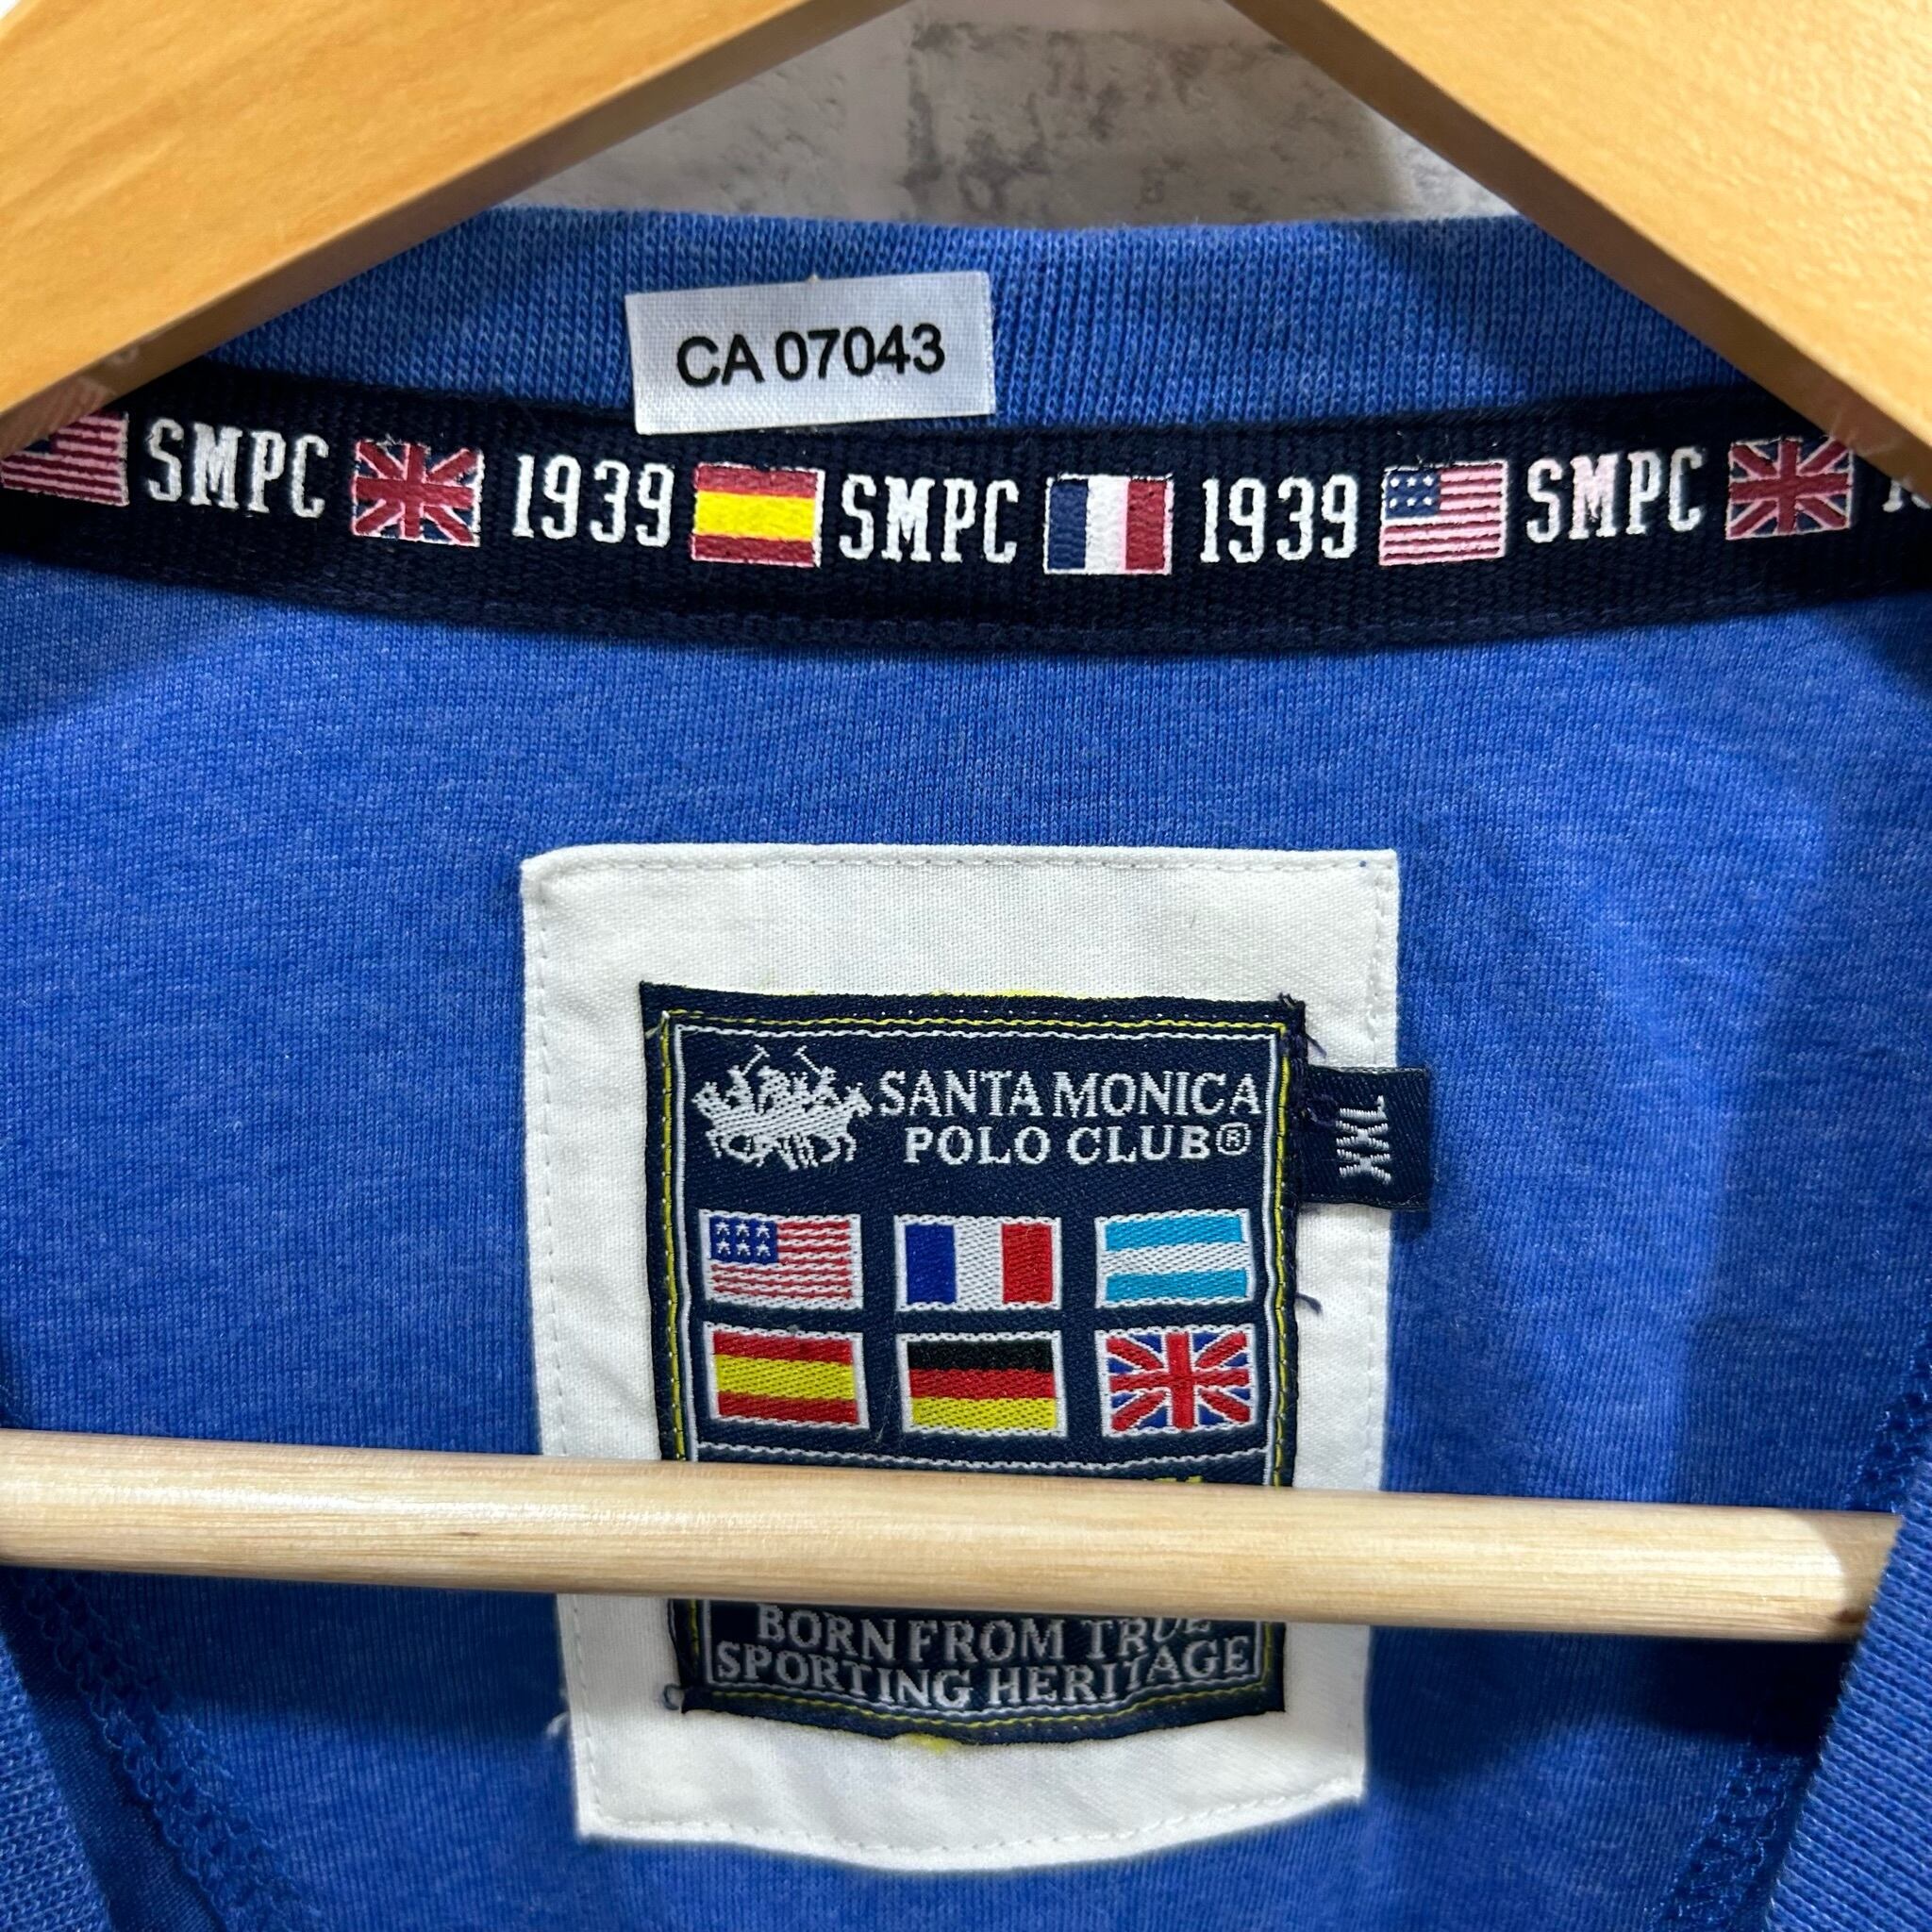 CA 07043
SMPC 1939 SMPC 1939 SMPC
SANTA MONICA
POLO CLUB®
XXL
BORN FROM TRUE
SPORTING HERITAGE